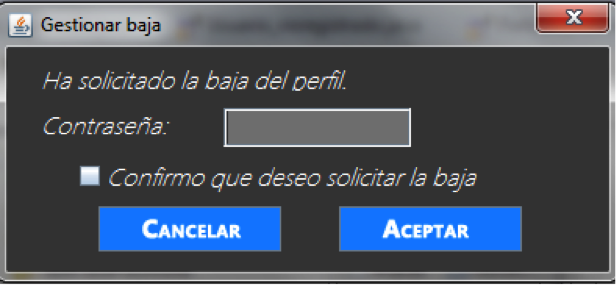 Gestionar baja
Ha solicitado la baja del perfil.
Contraseña:
Confirmo que deseo solicitar la baja
CANCELAR ACEPTAR